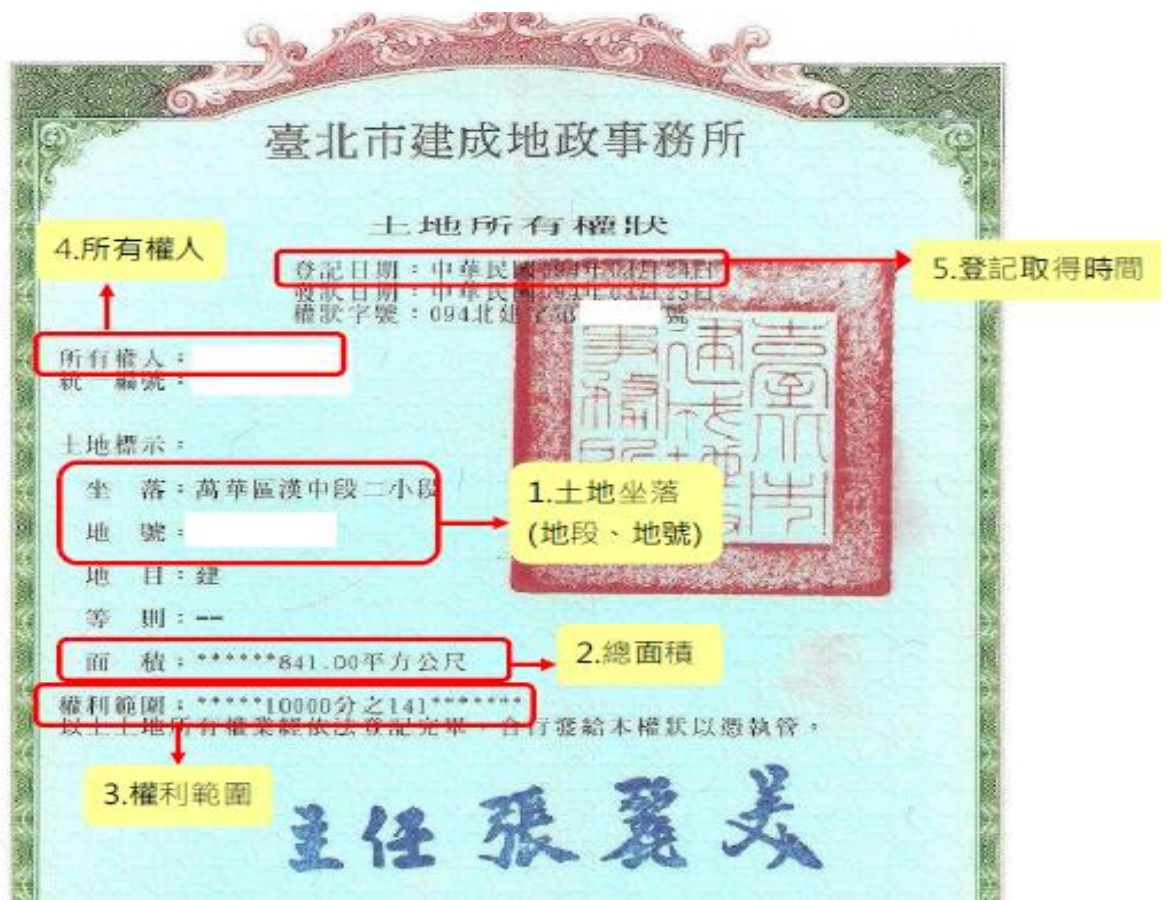 臺北市建成地政事務所
土地所有權狀
4.所有權人
登記日期：中華民國094年
5.登記取得時間
發狀日期：中華民國094年
權狀字號：094北建字第 號
所有權人：
統一編號：
土地標示：
坐 落：萬華區漢中段二小段
1.土地坐落
(地段、地號)
地 號：
地 目：建
等 則：--
面 積：******841.00平方公尺
2.總面積
權利範圍：*****10000分之141*******
以上土地所有權業經依法登記完畢，合行發給本權狀以憑執管。
3.權利範圍
主任 張麗美